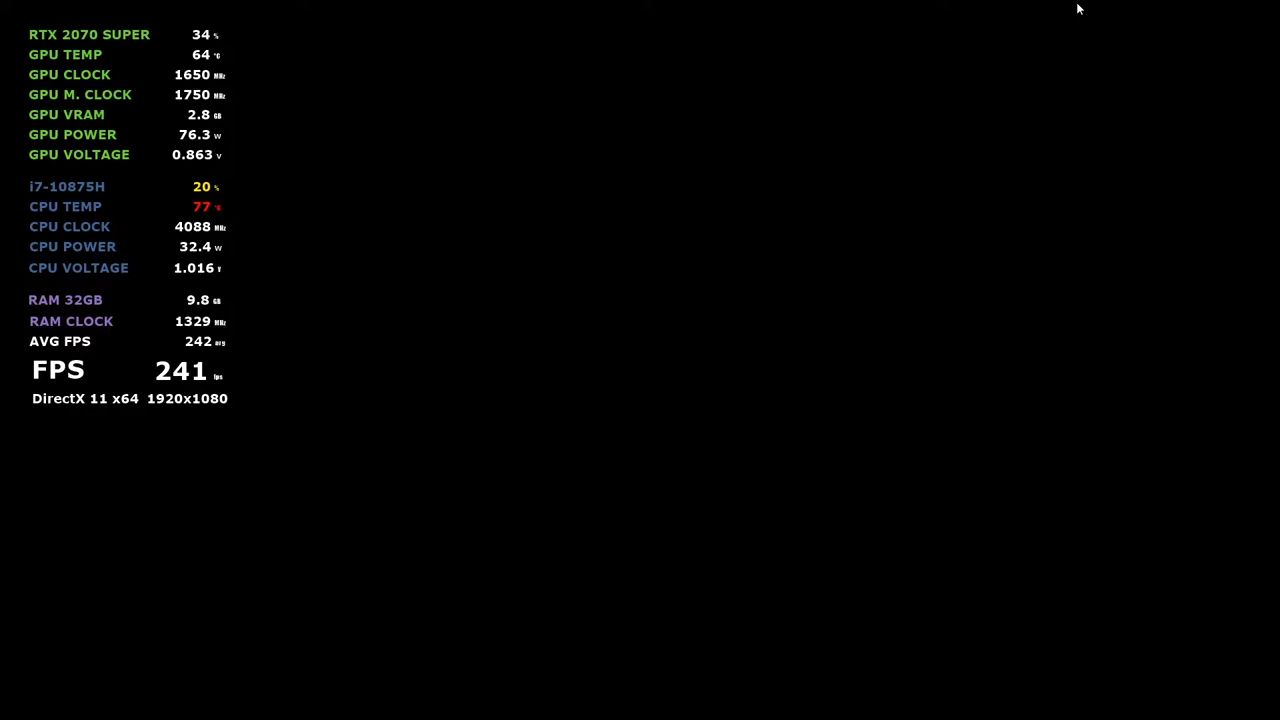 RTX 2070 SUPER 34 %
GPU TEMP 64 °C
GPU CLOCK 1650 MHz
GPU M. CLOCK 1750 MHz
GPU VRAM 2.8 GB
GPU POWER 76.3 W
GPU VOLTAGE 0.863 V
i7-10875H 20 %
CPU TEMP 77 °C
CPU CLOCK 4088 MHz
CPU POWER 32.4 W
CPU VOLTAGE 1.016 V
RAM 32GB 9.8 GB
RAM CLOCK 1329 MHz
AVG FPS 242 avg
FPS 241 fps
DirectX 11 x64 1920x1080